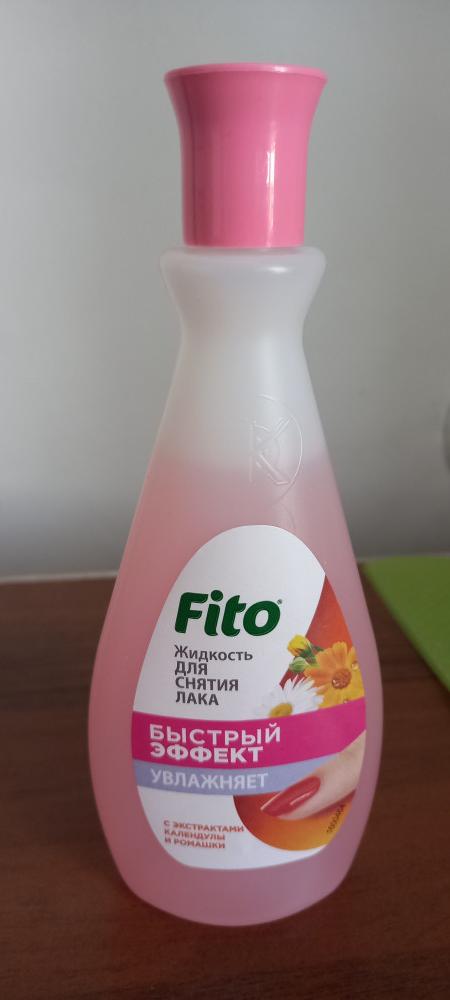 Fito
Жидкость
для
снятия
лака
БЫСТРЫЙ
ЭФФЕКТ
УВЛАЖНЯЕТ
С ЭКСТРАКТАМИ
КАЛЕНДУЛЫ
И РОМАШКИ